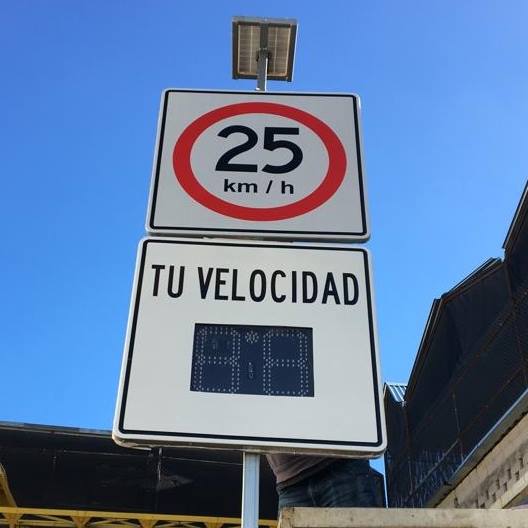 25
km / h
TU VELOCIDAD